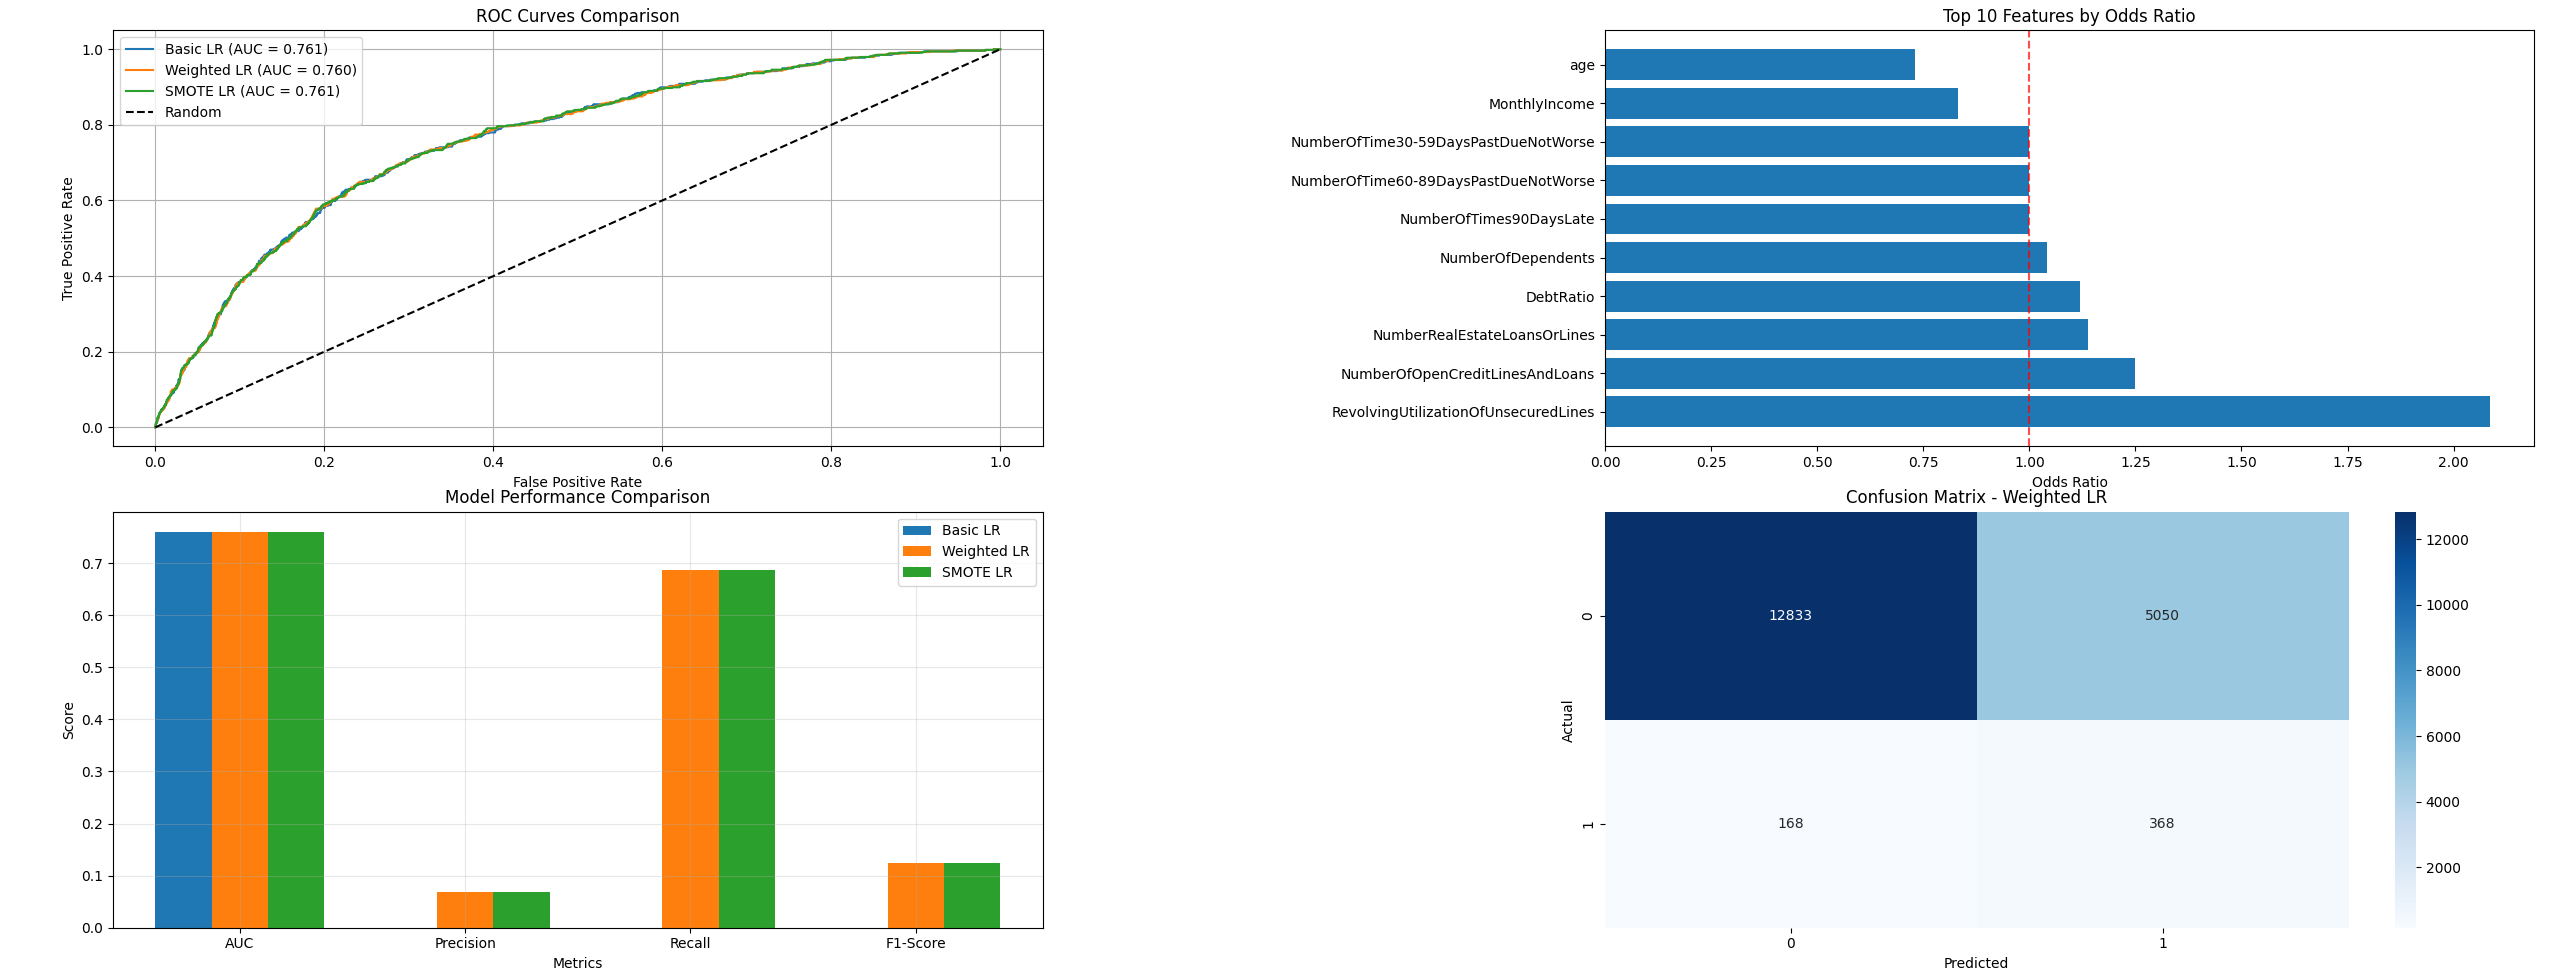 ROC Curves Comparison
Basic LR (AUC = 0.761)
Weighted LR (AUC = 0.760)
SMOTE LR (AUC = 0.761)
Random
True Positive Rate
1.0
0.8
0.6
0.4
0.2
0.0
0.0 0.2 0.4 0.6 0.8 1.0
False Positive Rate
Top 10 Features by Odds Ratio
age
MonthlyIncome
NumberOfTime30-59DaysPastDueNotWorse
NumberOfTime60-89DaysPastDueNotWorse
NumberOfTimes90DaysLate
NumberOfDependents
DebtRatio
NumberRealEstateLoansOrLines
NumberOfOpenCreditLinesAndLoans
RevolvingUtilizationOfUnsecuredLines
0.00 0.25 0.50 0.75 1.00 1.25 1.50 1.75 2.00
Odds Ratio
Model Performance Comparison
Basic LR
Weighted LR
SMOTE LR
Score
0.7
0.6
0.5
0.4
0.3
0.2
0.1
0.0
AUC Precision Recall F1-Score
Metrics
Confusion Matrix - Weighted LR
Actual
0
1
12833 5050
168 368
0 1
Predicted
12000
10000
8000
6000
4000
2000